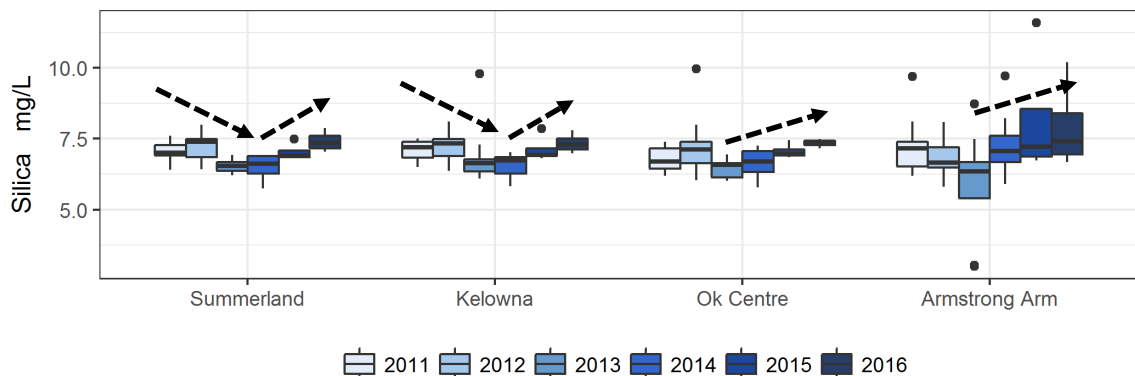 Silica mg/L
10.0
7.5
5.0
Summerland Kelowna Ok Centre Armstrong Arm
2011 2012 2013 2014 2015 2016